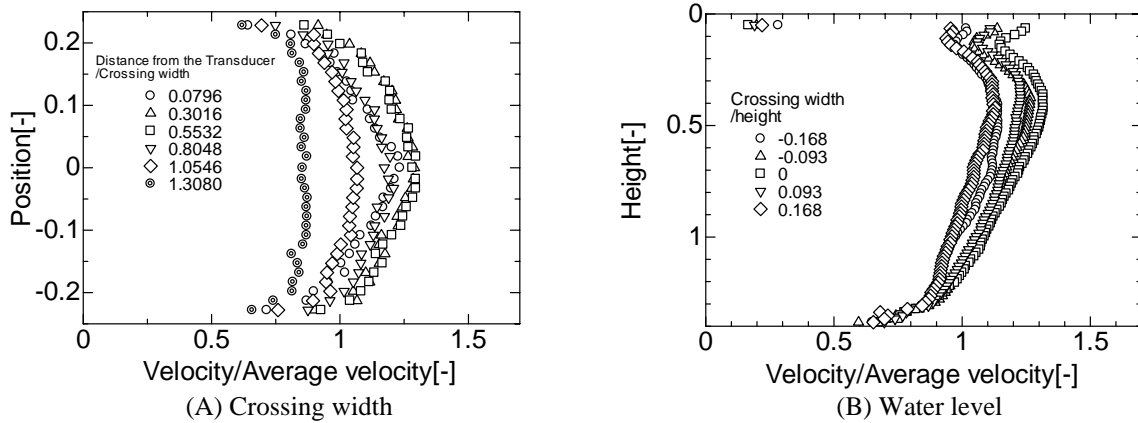 0.2
0.1
0
-0.1
-0.2
Position[-]
Distance from the Transducer
/Crossing width
0.0796
0.3016
0.5532
0.8048
1.0546
1.3080
0
0.5
1
1.5
Velocity/Average velocity[-]
(A) Crossing width
0
0.5
1
Height[-]
Crossing width
/height
-0.168
-0.093
0
0.093
0.168
0
0.5
1
1.5
Velocity/Average velocity[-]
(B) Water level